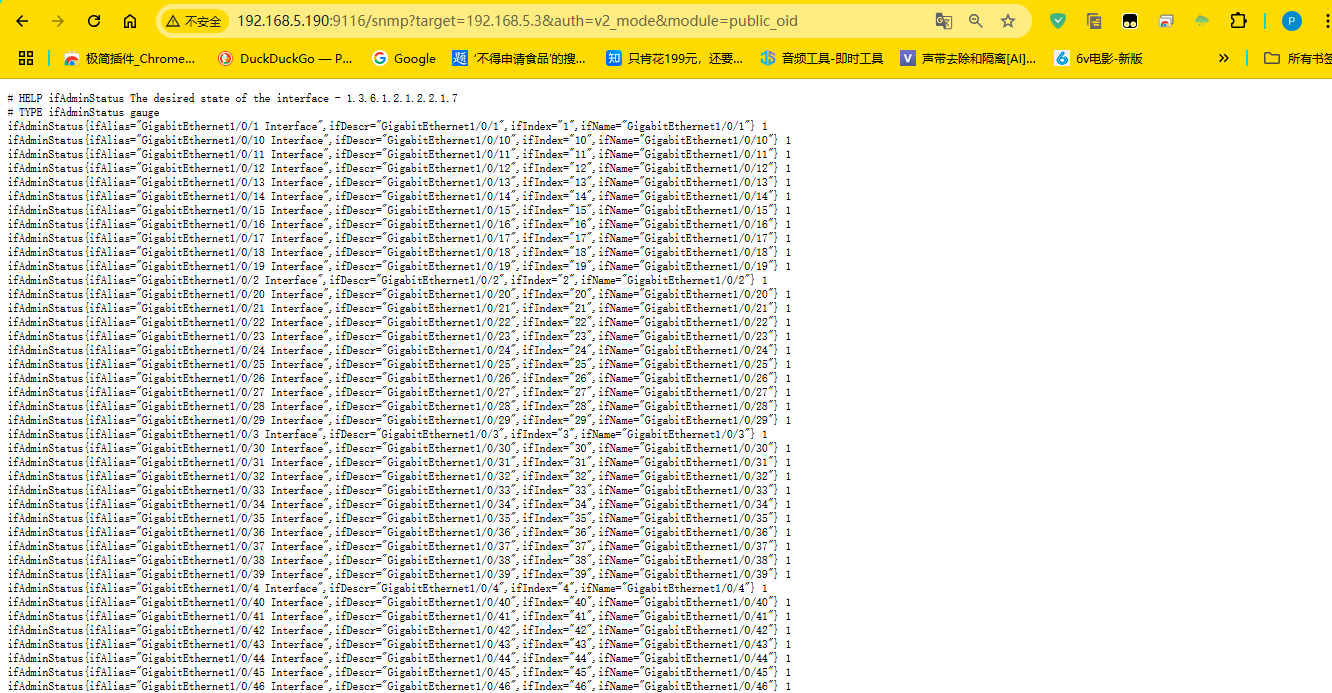 不安全 192.168.5.190:9116/snmp?target=192.168.5.3&auth=v2_mode&module=public_oid P
极简插件_Chrome... DuckDuckGo — P... G Google 题 '不得申请食品'的搜... 知 只肯花199元，还要... 音频工具-即时工具 V 声带去除和隔离[AI]... 6 6v电影-新版 » 所有书签
# HELP ifAdminStatus The desired state of the interface - 1.3.6.1.2.1.2.2.1.7
# TYPE ifAdminStatus gauge
ifAdminStatus{ifAlias="GigabitEthernet1/0/1 Interface",ifDescr="GigabitEthernet1/0/1",ifIndex="1",ifName="GigabitEthernet1/0/1"} 1
ifAdminStatus{ifAlias="GigabitEthernet1/0/10 Interface",ifDescr="GigabitEthernet1/0/10",ifIndex="10",ifName="GigabitEthernet1/0/10"} 1
ifAdminStatus{ifAlias="GigabitEthernet1/0/11 Interface",ifDescr="GigabitEthernet1/0/11",ifIndex="11",ifName="GigabitEthernet1/0/11"} 1
ifAdminStatus{ifAlias="GigabitEthernet1/0/12 Interface",ifDescr="GigabitEthernet1/0/12",ifIndex="12",ifName="GigabitEthernet1/0/12"} 1
ifAdminStatus{ifAlias="GigabitEthernet1/0/13 Interface",ifDescr="GigabitEthernet1/0/13",ifIndex="13",ifName="GigabitEthernet1/0/13"} 1
ifAdminStatus{ifAlias="GigabitEthernet1/0/14 Interface",ifDescr="GigabitEthernet1/0/14",ifIndex="14",ifName="GigabitEthernet1/0/14"} 1
ifAdminStatus{ifAlias="GigabitEthernet1/0/15 Interface",ifDescr="GigabitEthernet1/0/15",ifIndex="15",ifName="GigabitEthernet1/0/15"} 1
ifAdminStatus{ifAlias="GigabitEthernet1/0/16 Interface",ifDescr="GigabitEthernet1/0/16",ifIndex="16",ifName="GigabitEthernet1/0/16"} 1
ifAdminStatus{ifAlias="GigabitEthernet1/0/17 Interface",ifDescr="GigabitEthernet1/0/17",ifIndex="17",ifName="GigabitEthernet1/0/17"} 1
ifAdminStatus{ifAlias="GigabitEthernet1/0/18 Interface",ifDescr="GigabitEthernet1/0/18",ifIndex="18",ifName="GigabitEthernet1/0/18"} 1
ifAdminStatus{ifAlias="GigabitEthernet1/0/19 Interface",ifDescr="GigabitEthernet1/0/19",ifIndex="19",ifName="GigabitEthernet1/0/19"} 1
ifAdminStatus{ifAlias="GigabitEthernet1/0/2 Interface",ifDescr="GigabitEthernet1/0/2",ifIndex="2",ifName="GigabitEthernet1/0/2"} 1
ifAdminStatus{ifAlias="GigabitEthernet1/0/20 Interface",ifDescr="GigabitEthernet1/0/20",ifIndex="20",ifName="GigabitEthernet1/0/20"} 1
ifAdminStatus{ifAlias="GigabitEthernet1/0/21 Interface",ifDescr="GigabitEthernet1/0/21",ifIndex="21",ifName="GigabitEthernet1/0/21"} 1
ifAdminStatus{ifAlias="GigabitEthernet1/0/22 Interface",ifDescr="GigabitEthernet1/0/22",ifIndex="22",ifName="GigabitEthernet1/0/22"} 1
ifAdminStatus{ifAlias="GigabitEthernet1/0/23 Interface",ifDescr="GigabitEthernet1/0/23",ifIndex="23",ifName="GigabitEthernet1/0/23"} 1
ifAdminStatus{ifAlias="GigabitEthernet1/0/24 Interface",ifDescr="GigabitEthernet1/0/24",ifIndex="24",ifName="GigabitEthernet1/0/24"} 1
ifAdminStatus{ifAlias="GigabitEthernet1/0/25 Interface",ifDescr="GigabitEthernet1/0/25",ifIndex="25",ifName="GigabitEthernet1/0/25"} 1
ifAdminStatus{ifAlias="GigabitEthernet1/0/26 Interface",ifDescr="GigabitEthernet1/0/26",ifIndex="26",ifName="GigabitEthernet1/0/26"} 1
ifAdminStatus{ifAlias="GigabitEthernet1/0/27 Interface",ifDescr="GigabitEthernet1/0/27",ifIndex="27",ifName="GigabitEthernet1/0/27"} 1
ifAdminStatus{ifAlias="GigabitEthernet1/0/28 Interface",ifDescr="GigabitEthernet1/0/28",ifIndex="28",ifName="GigabitEthernet1/0/28"} 1
ifAdminStatus{ifAlias="GigabitEthernet1/0/29 Interface",ifDescr="GigabitEthernet1/0/29",ifIndex="29",ifName="GigabitEthernet1/0/29"} 1
ifAdminStatus{ifAlias="GigabitEthernet1/0/3 Interface",ifDescr="GigabitEthernet1/0/3",ifIndex="3",ifName="GigabitEthernet1/0/3"} 1
ifAdminStatus{ifAlias="GigabitEthernet1/0/30 Interface",ifDescr="GigabitEthernet1/0/30",ifIndex="30",ifName="GigabitEthernet1/0/30"} 1
ifAdminStatus{ifAlias="GigabitEthernet1/0/31 Interface",ifDescr="GigabitEthernet1/0/31",ifIndex="31",ifName="GigabitEthernet1/0/31"} 1
ifAdminStatus{ifAlias="GigabitEthernet1/0/32 Interface",ifDescr="GigabitEthernet1/0/32",ifIndex="32",ifName="GigabitEthernet1/0/32"} 1
ifAdminStatus{ifAlias="GigabitEthernet1/0/33 Interface",ifDescr="GigabitEthernet1/0/33",ifIndex="33",ifName="GigabitEthernet1/0/33"} 1
ifAdminStatus{ifAlias="GigabitEthernet1/0/34 Interface",ifDescr="GigabitEthernet1/0/34",ifIndex="34",ifName="GigabitEthernet1/0/34"} 1
ifAdminStatus{ifAlias="GigabitEthernet1/0/35 Interface",ifDescr="GigabitEthernet1/0/35",ifIndex="35",ifName="GigabitEthernet1/0/35"} 1
ifAdminStatus{ifAlias="GigabitEthernet1/0/36 Interface",ifDescr="GigabitEthernet1/0/36",ifIndex="36",ifName="GigabitEthernet1/0/36"} 1
ifAdminStatus{ifAlias="GigabitEthernet1/0/37 Interface",ifDescr="GigabitEthernet1/0/37",ifIndex="37",ifName="GigabitEthernet1/0/37"} 1
ifAdminStatus{ifAlias="GigabitEthernet1/0/38 Interface",ifDescr="GigabitEthernet1/0/38",ifIndex="38",ifName="GigabitEthernet1/0/38"} 1
ifAdminStatus{ifAlias="GigabitEthernet1/0/39 Interface",ifDescr="GigabitEthernet1/0/39",ifIndex="39",ifName="GigabitEthernet1/0/39"} 1
ifAdminStatus{ifAlias="GigabitEthernet1/0/4 Interface",ifDescr="GigabitEthernet1/0/4",ifIndex="4",ifName="GigabitEthernet1/0/4"} 1
ifAdminStatus{ifAlias="GigabitEthernet1/0/40 Interface",ifDescr="GigabitEthernet1/0/40",ifIndex="40",ifName="GigabitEthernet1/0/40"} 1
ifAdminStatus{ifAlias="GigabitEthernet1/0/41 Interface",ifDescr="GigabitEthernet1/0/41",ifIndex="41",ifName="GigabitEthernet1/0/41"} 1
ifAdminStatus{ifAlias="GigabitEthernet1/0/42 Interface",ifDescr="GigabitEthernet1/0/42",ifIndex="42",ifName="GigabitEthernet1/0/42"} 1
ifAdminStatus{ifAlias="GigabitEthernet1/0/43 Interface",ifDescr="GigabitEthernet1/0/43",ifIndex="43",ifName="GigabitEthernet1/0/43"} 1
ifAdminStatus{ifAlias="GigabitEthernet1/0/44 Interface",ifDescr="GigabitEthernet1/0/44",ifIndex="44",ifName="GigabitEthernet1/0/44"} 1
ifAdminStatus{ifAlias="GigabitEthernet1/0/45 Interface",ifDescr="GigabitEthernet1/0/45",ifIndex="45",ifName="GigabitEthernet1/0/45"} 1
ifAdminStatus{ifAlias="GigabitEthernet1/0/46 Interface",ifDescr="GigabitEthernet1/0/46",ifIndex="46",ifName="GigabitEthernet1/0/46"} 1